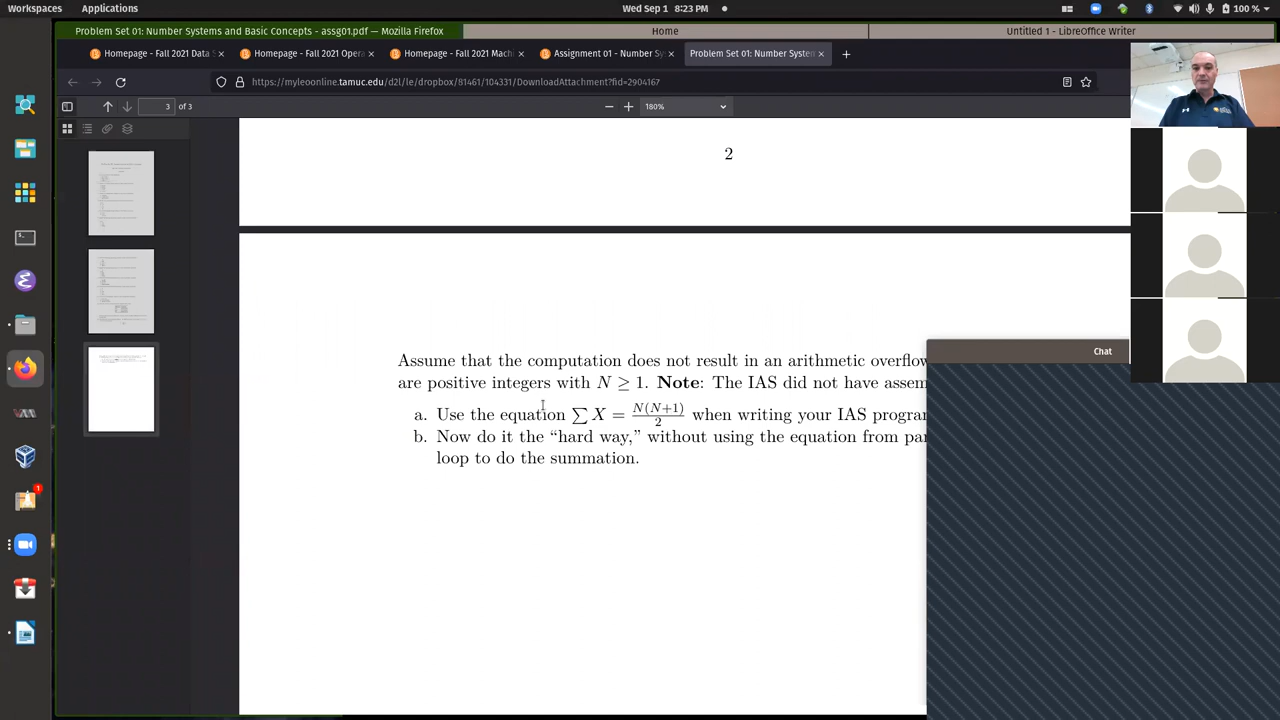 Workspaces
Applications
Wed Sep 1 8:23 PM
100 %
Problem Set 01: Number Systems and Basic Concepts - assg01.pdf — Mozilla Firefox
Home
Untitled 1 - LibreOffice Writer
Homepage - Fall 2021 Data S
Homepage - Fall 2021 Opera
Homepage - Fall 2021 Machi
Assignment 01 - Number Sys
Problem Set 01: Number System
https://myleoonline.tamuc.edu/d2l/le/dropbox/81461/104331/DownloadAttachment?fid=2904167
3 of 3
180%
2
Assume that the computation does not result in an arithmetic overflow
are positive integers with N ≥ 1. Note: The IAS did not have assem
a. Use the equation ∑ X = N(N+1)/2 when writing your IAS program
b. Now do it the “hard way,” without using the equation from par
loop to do the summation.
Chat
1